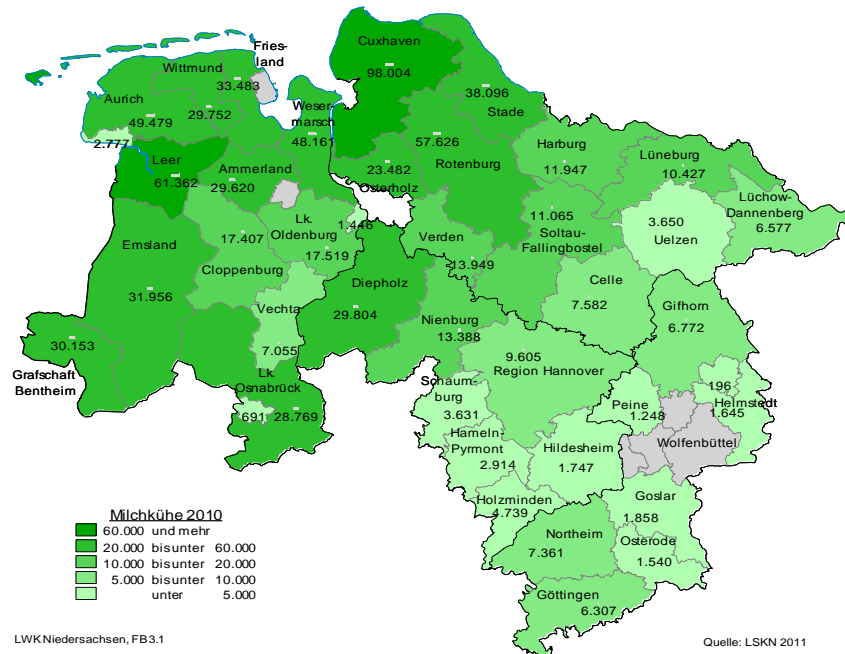 Cuxhaven
98.004
Fries-
land
Wittmund
33.483
Aurich
49.479
29.752
2.777
Weser-
marsch
48.161
38.096
Stade
Leer
61.362
Ammerland
29.620
57.626
Rotenburg
23.482
Osterholz
Harburg
11.947
Lüneburg
10.427
Lüchow-
Dannenberg
6.577
Emsland
31.956
17.407
Cloppenburg
Lk.
Oldenburg
17.519
1.446
Verden
13.949
11.065
Soltau-
Fallingbostel
3.650
Uelzen
Celle
7.582
Diepholz
29.804
Vechta
7.055
Nienburg
13.388
Gifhorn
6.772
30.153
Grafschaft
Bentheim
Lk.
Osnabrück
691
28.769
9.605
Region Hannover
Schaum-
burg
3.631
Peine
1.248
196
Helmstedt
1.645
Wolfenbüttel
Hameln-
Pyrmont
2.914
Hildesheim
1.747
Holzminden
4.739
Goslar
1.858
Northeim
7.361
Osterode
1.540
Göttingen
6.307
Milchkühe 2010
60.000 und mehr
20.000 bis unter 60.000
10.000 bis unter 20.000
5.000 bis unter 10.000
unter 5.000
LWK Niedersachsen, FB 3.1
Quelle: LSKN 2011